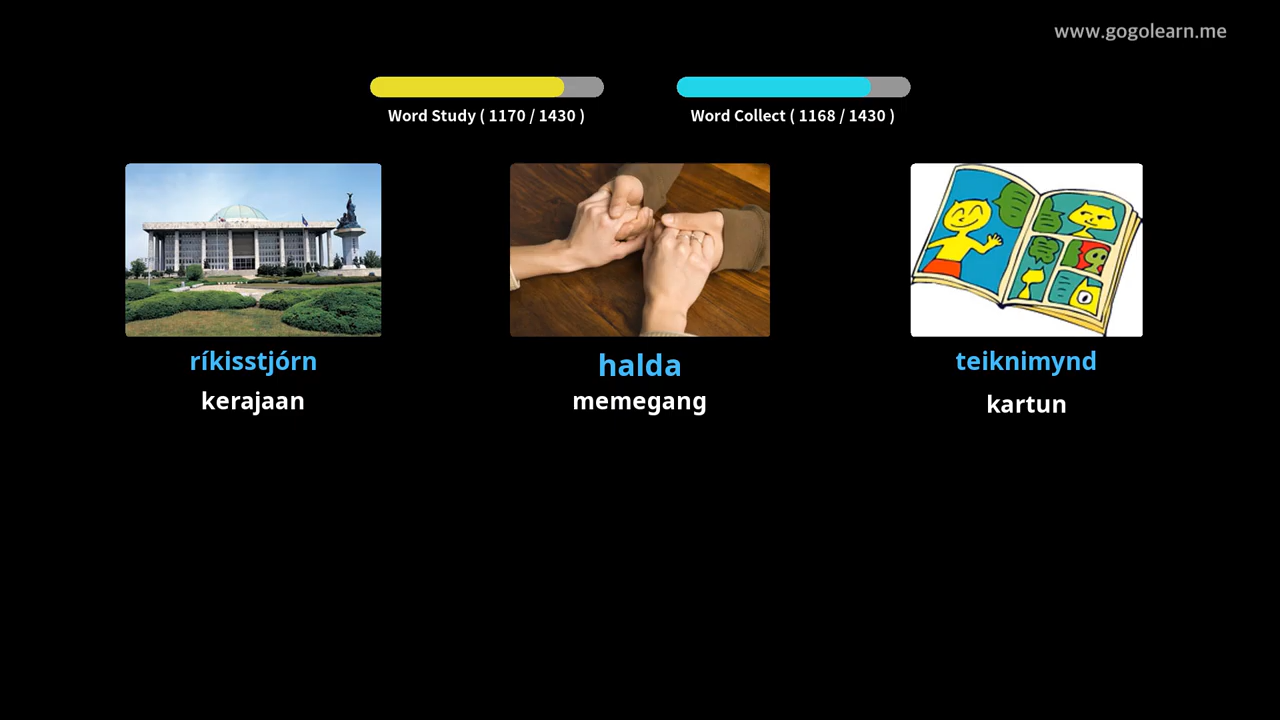 www.gogolearn.me
Word Study ( 1170 / 1430 )
Word Collect ( 1168 / 1430 )
ríkisstjórn
kerajaan
halda
memegang
teiknimynd
kartun